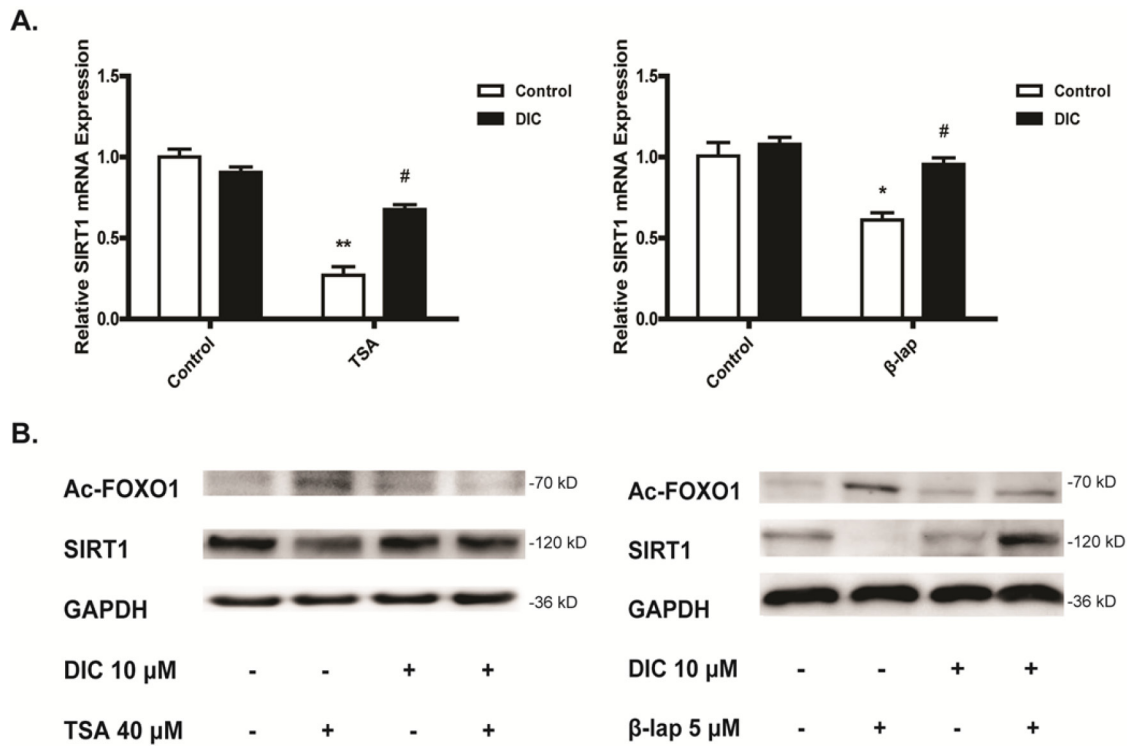 A.
Relative SIRT1 mRNA Expression
1.5
1.0
0.5
0.0
**
#
Control
TSA
Control
DIC
Relative SIRT1 mRNA Expression
1.5
1.0
0.5
0.0
*
#
Control
β-lap
Control
DIC
B.
Ac-FOXO1
-70 kD
SIRT1
-120 kD
GAPDH
-36 kD
DIC 10 µM - - + +
TSA 40 µM - + - +
Ac-FOXO1
-70 kD
SIRT1
-120 kD
GAPDH
-36 kD
DIC 10 µM - - + +
β-lap 5 µM - + - +